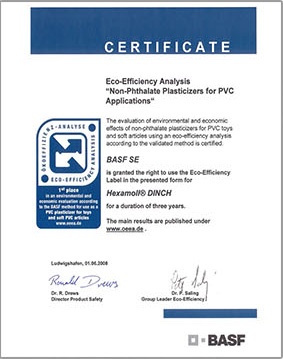 CERTIFICATE
Eco-Efficiency Analysis
"Non-Phthalate Plasticizers for PVC
Applications"
The evaluation of environmental and economic
effects of non-phthalate plasticizers for PVC toys
and soft articles using an eco-efficiency analysis
according to the validated method is certified.
BASF SE
is granted the right to use the Eco-Efficiency
Label in the presented form for
Hexamoll® DINCH
for a duration of three years.
The main results are published under
www.oeea.de .
ÖKOEFFIZIENZ-ANALYSE
ECO-EFFICIENCY ANALYSIS
1st place
in an environmental and
economic evaluation according
to the BASF method for use as a
PVC plasticizer for toys
and soft PVC articles
www.oeea.de
Ludwigshafen, 01.06.2008
Ronald Drews
Dr. R. Drews
Director Product Safety
Dr. P. Saling
Group Leader Eco-Efficiency
BASF